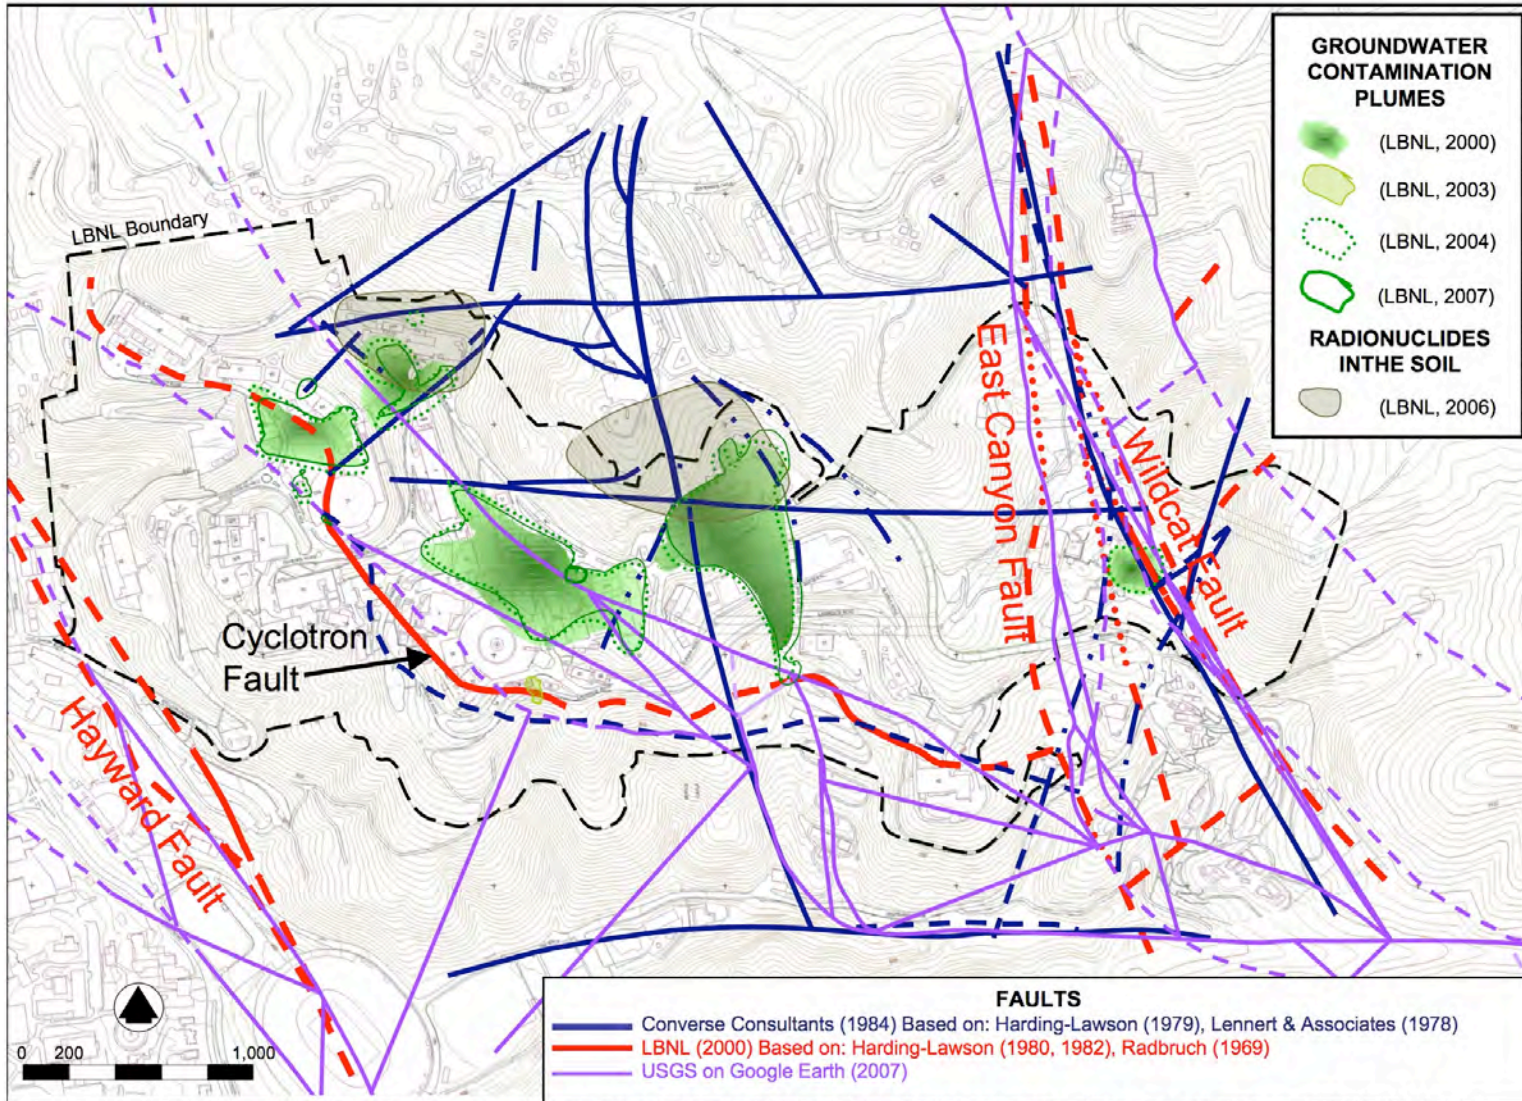 GROUNDWATER
CONTAMINATION
PLUMES
(LBNL, 2000)
(LBNL, 2003)
(LBNL, 2004)
(LBNL, 2007)
RADIONUCLIDES
INTHE SOIL
(LBNL, 2006)
LBNL Boundary
East Canyon Fault
Wildcat Fault
Cyclotron
Fault
Hayward Fault
0 200 1,000
FAULTS
Converse Consultants (1984) Based on: Harding-Lawson (1979), Lennert & Associates (1978)
LBNL (2000) Based on: Harding-Lawson (1980, 1982), Radbruch (1969)
USGS on Google Earth (2007)